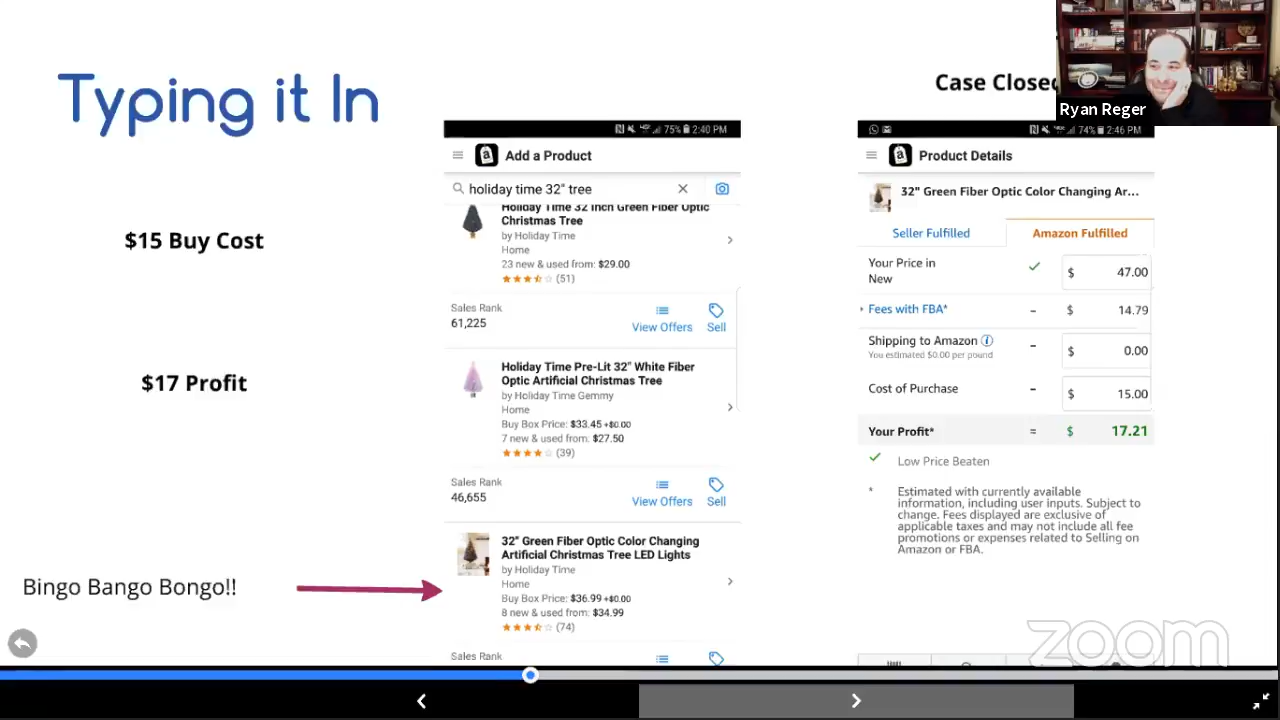 Typing it In
Case Closed
Ryan Reger
$15 Buy Cost
$17 Profit
Bingo Bango Bongo!!
75% 2:40 PM
Add a Product
holiday time 32" tree
Holiday Time 32 Inch Green Fiber Optic
Christmas Tree
by Holiday Time
Home
23 new & used from: $29.00
(51)
Sales Rank
61,225
View Offers
Sell
Holiday Time Pre-Lit 32" White Fiber
Optic Artificial Christmas Tree
by Holiday Time Gemmy
Home
Buy Box Price: $33.45 +$0.00
7 new & used from: $27.50
(39)
Sales Rank
46,655
View Offers
Sell
32" Green Fiber Optic Color Changing
Artificial Christmas Tree LED Lights
by Holiday Time
Home
Buy Box Price: $36.99 +$0.00
8 new & used from: $34.99
(74)
Sales Rank
74% 2:46 PM
Product Details
32" Green Fiber Optic Color Changing Ar...
Seller Fulfilled
Amazon Fulfilled
Your Price in
New
$ 47.00
Fees with FBA* - $ 14.79
Shipping to Amazon
You estimated $0.00 per pound
- $ 0.00
Cost of Purchase - $ 15.00
Your Profit* = $ 17.21
Low Price Beaten
* Estimated with currently available
information, including user inputs. Subject to
change. Fees displayed are exclusive of
applicable taxes and may not include all fee
promotions or expenses related to Selling on
Amazon or FBA.
zoom